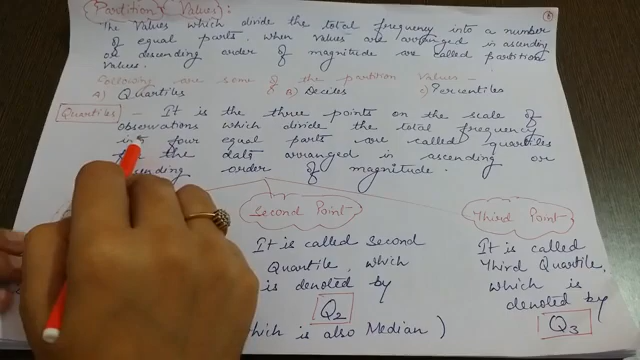 Partition Values:
The Values which divide the total frequency into a number
of equal parts, when values are arranged in ascending
or descending order of magnitude are called partition
values.
Following are some of the partition Values -
A) Quartiles B) Deciles C) Percentiles
Quartiles - It is the three points on the scale of
observations which divide the total frequency
into four equal parts are called quartiles
the data arranged in ascending or
order of magnitude.
Second Point
It is called Second
Quartile, which
is denoted by
Q2
which is also Median )
Third Point
It is called
Third Quartile,
which is
denoted by
Q3